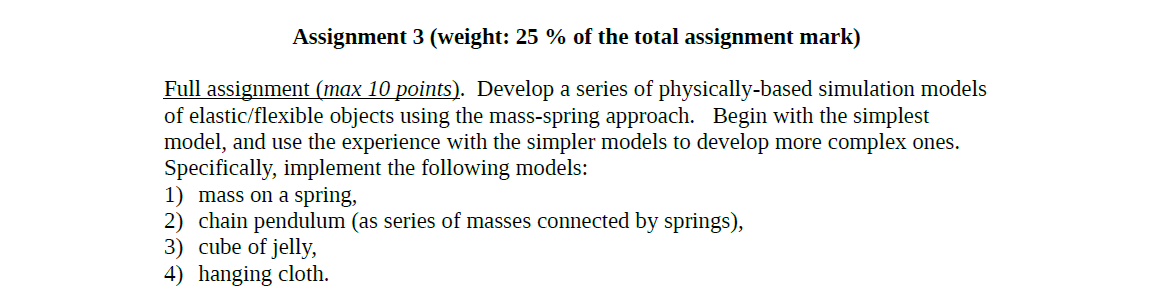 Assignment 3 (weight: 25 % of the total assignment mark)
Full assignment (max 10 points).  Develop a series of physically-based simulation models
of elastic/flexible objects using the mass-spring approach.   Begin with the simplest
model, and use the experience with the simpler models to develop more complex ones.
Specifically, implement the following models:
1)  mass on a spring,
2)  chain pendulum (as series of masses connected by springs),
3)  cube of jelly,
4)  hanging cloth.